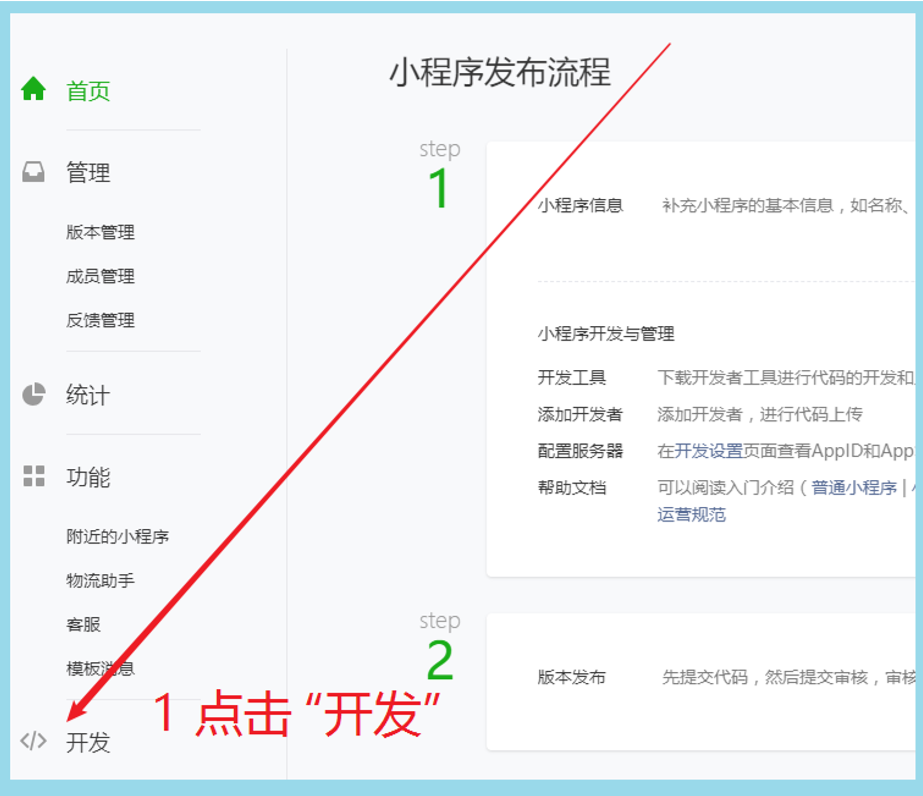 首页
管理
版本管理
成员管理
反馈管理
统计
功能
附近的小程序
物流助手
客服
模板消息
</> 开发
1 点击“开发”
小程序发布流程
step
1
小程序信息 补充小程序的基本信息，如名称、
小程序开发与管理
开发工具 下载开发者工具进行代码的开发和
添加开发者 添加开发者，进行代码上传
配置服务器 在开发设置页面查看AppID和App
帮助文档 可以阅读入门介绍（普通小程序 |
运营规范
step
2
版本发布 先提交代码，然后提交审核，审核